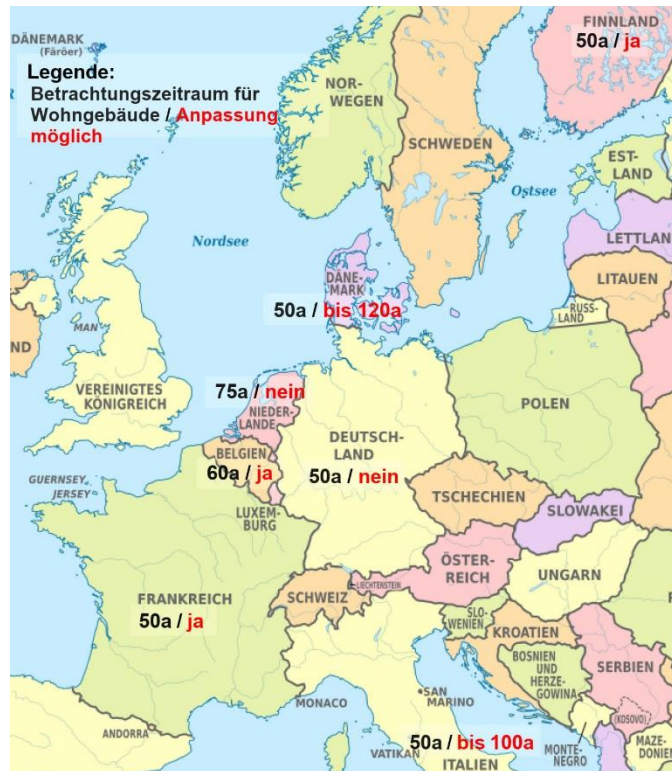 DÄNEMARK
(Färöer)
FINNLAND
50a / ja
Legende:
Betrachtungszeitraum für
Wohngebäude / Anpassung
möglich
NOR-
WEGEN
SCHWEDEN
EST-
LAND
Ostsee
Nordsee
LETTLAN
DÄNE-
MARK
LITAUEN
50a / bis 120a
RUSS-
LAND
MAN
ND
VEREINIGTES
KÖNIGREICH
75a / nein
NIEDER-
LANDE
POLEN
DEUTSCH-
LAND
BELGIEN
60a / ja
50a / nein
GUERNSEY
JERSEY
LUXEM-
BURG
TSCHECHIEN
SLOWAKEI
ÖSTER-
REICH
LIECHTENSTEIN
UNGARN
FRANKREICH
50a / ja
SCHWEIZ
SLO-
WENIEN
KROATIEN
BOSNIEN
UND
HERZE-
GOWINA
SERBIEN
MONACO
SAN
MARINO
(KOSOVO)
ANDORRA
50a / bis 100a
VATIKAN
ITALIEN
MONTE-
NEGRO
MAZE-
DONIEN